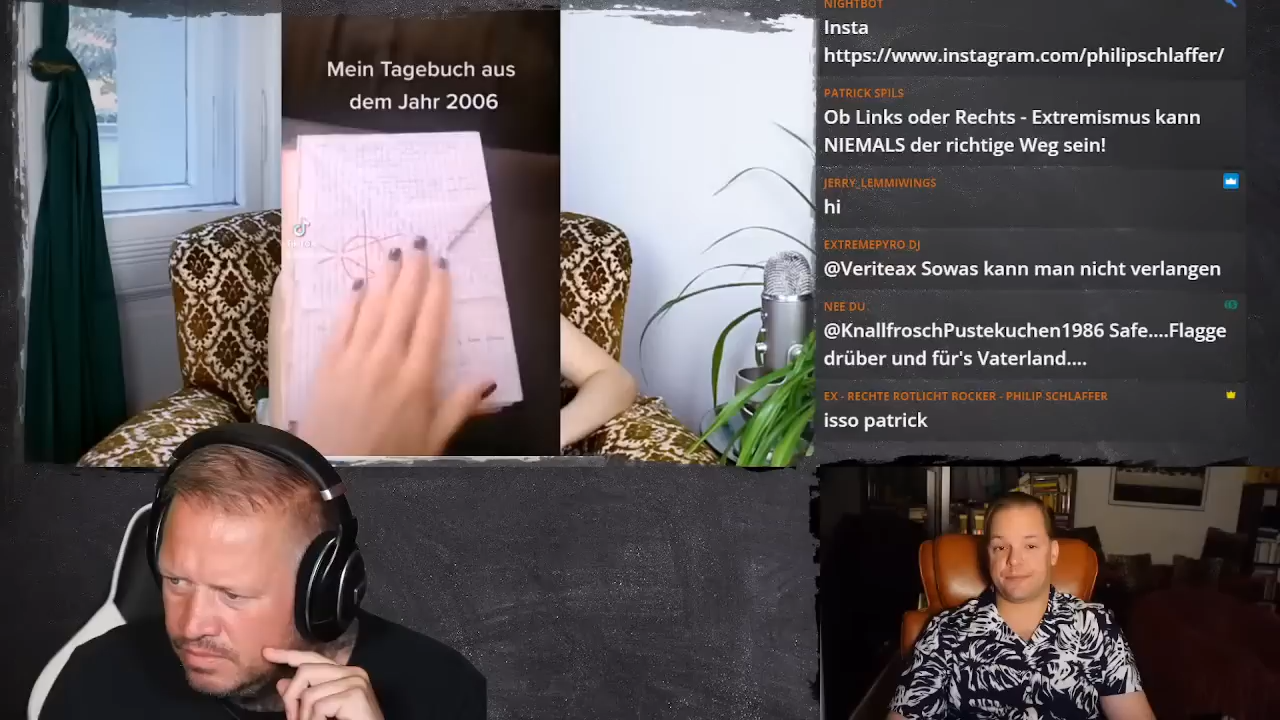 Mein Tagebuch aus
dem Jahr 2006
NIGHTBOT
Insta
https://www.instagram.com/philipschlaffer/
PATRICK SPILS
Ob Links oder Rechts - Extremismus kann
NIEMALS der richtige Weg sein!
JERRY_LEMMIWINGS
hi
EXTREMEPYRO DJ
@Veriteax Sowas kann man nicht verlangen
NEE DU.
@KnallfroschPustekuchen1986 Safe....Flagge
drüber und für's Vaterland....
EX - RECHTE ROTLICHT ROCKER - PHILIP SCHLAFFER
isso patrick